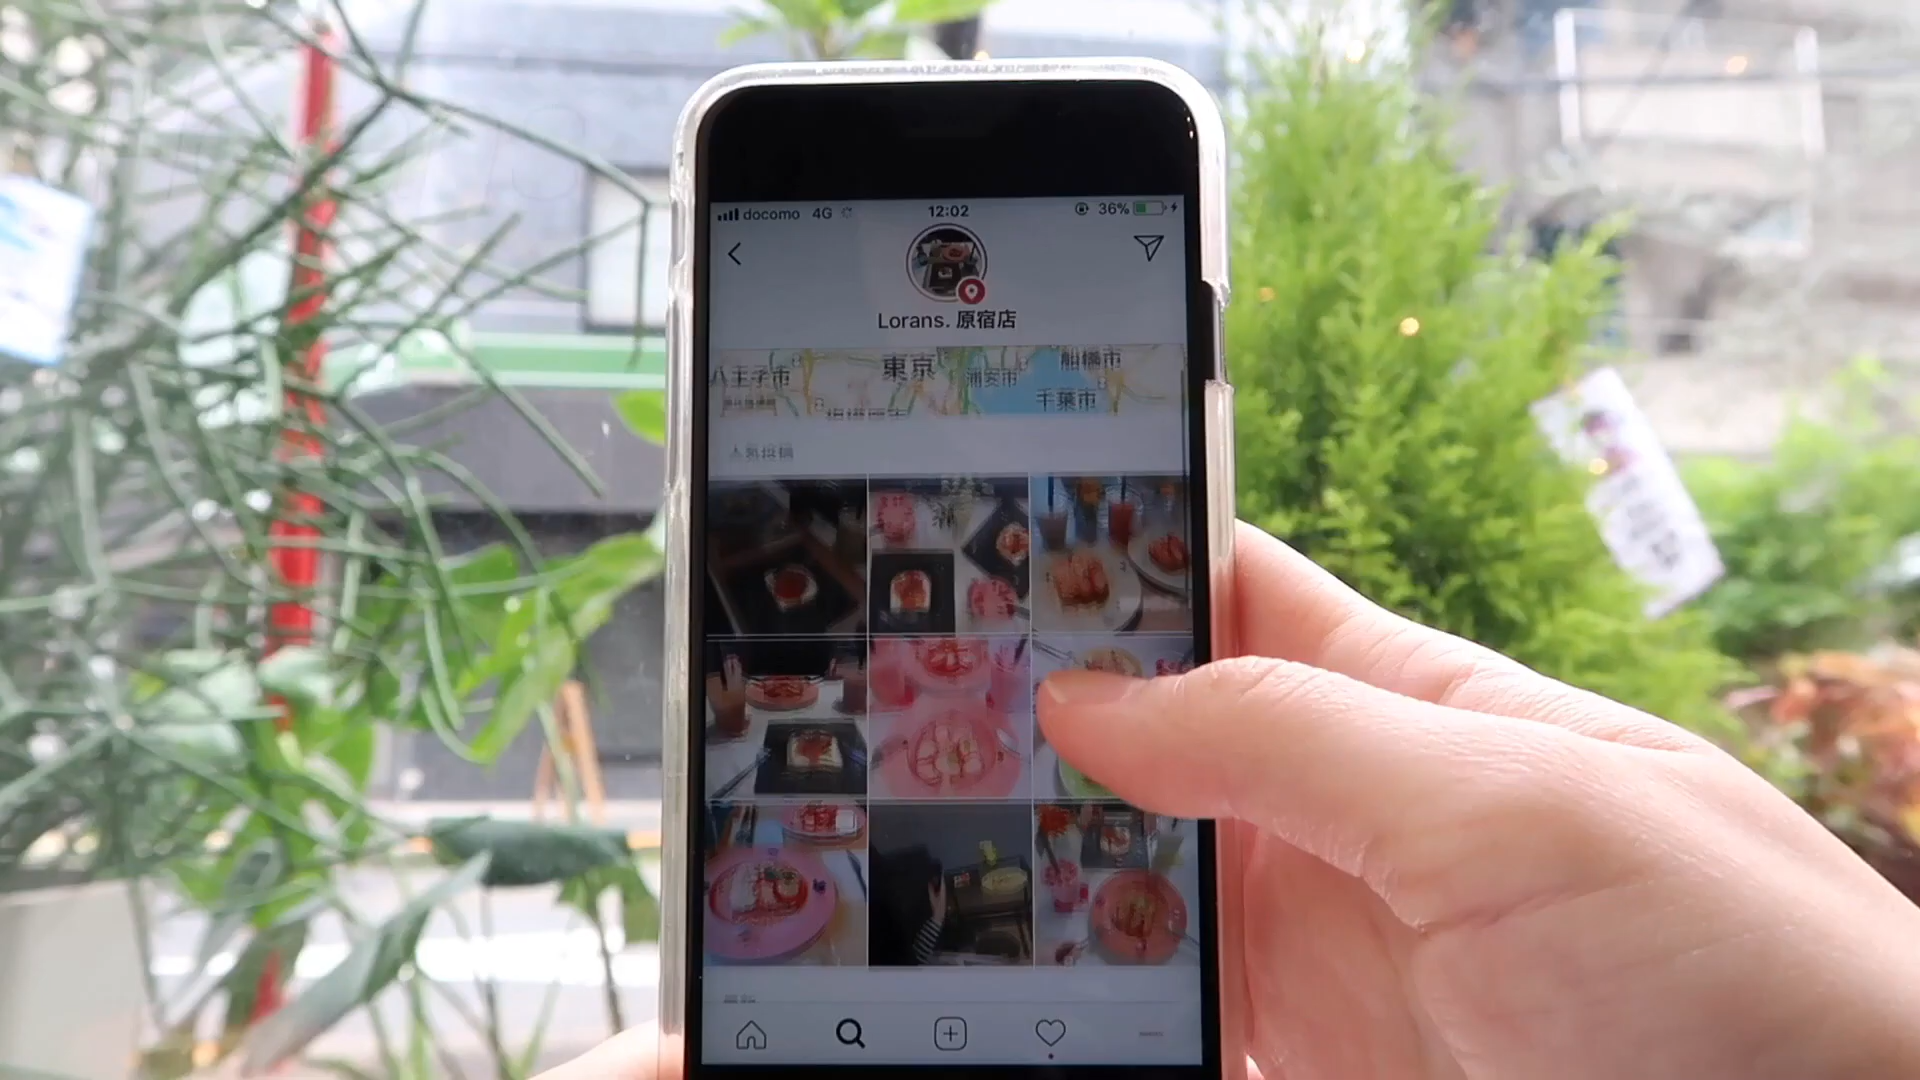 docomo 4G 12:02 36%
Lorans. 原宿店
東京
船橋市
八王子市
浦安市
千葉市
人気投稿